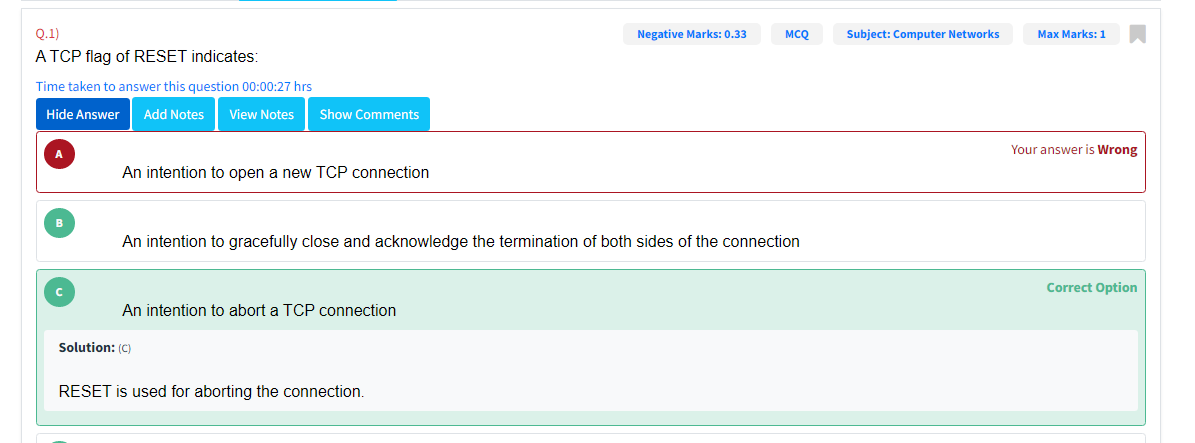 Q.1)
Negative Marks: 0.33 MCQ Subject: Computer Networks Max Marks: 1
A TCP flag of RESET indicates:
Time taken to answer this question 00:00:27 hrs
Hide Answer Add Notes View Notes Show Comments
A
Your answer is Wrong
An intention to open a new TCP connection
B
An intention to gracefully close and acknowledge the termination of both sides of the connection
C
Correct Option
An intention to abort a TCP connection
Solution: (C)
RESET is used for aborting the connection.